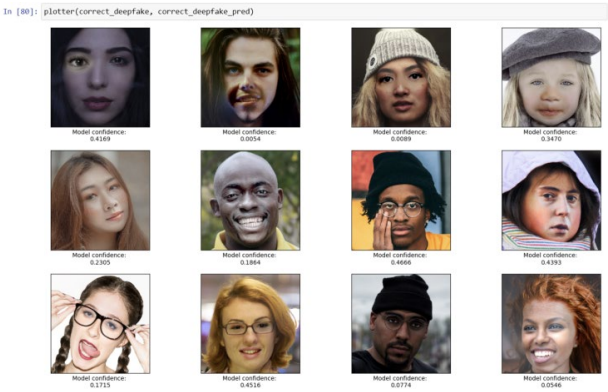 In [80]: plotter(correct_deepfake, correct_deepfake_pred)
Model confidence: Model confidence: Model confidence: Model confidence:
0.4169 0.0054 0.0089 0.3470
Model confidence: Model confidence: Model confidence: Model confidence:
0.2305 0.1864 0.4666 0.4393
Model confidence: Model confidence: Model confidence: Model confidence:
0.1715 0.4516 0.0774 0.0546